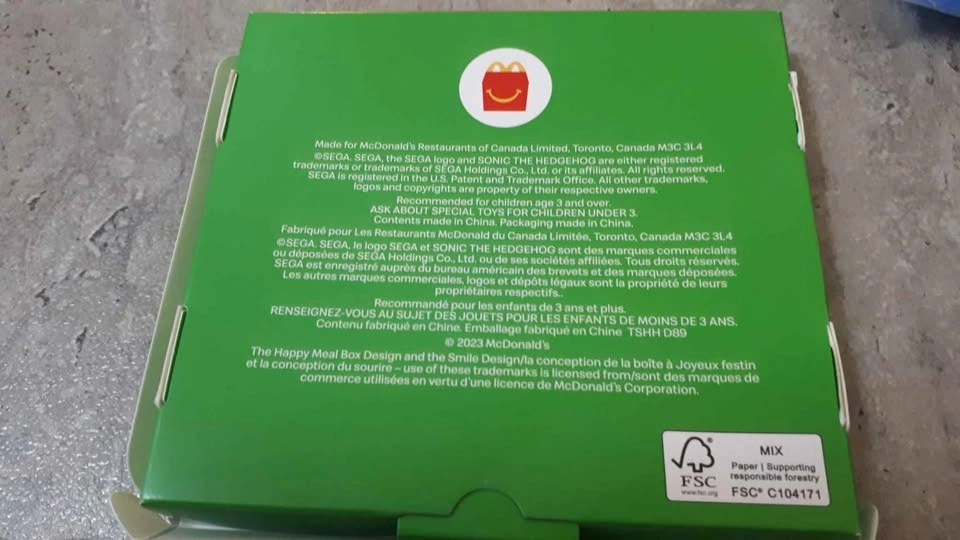 Made for McDonald's Restaurants of Canada Limited, Toronto, Canada M3C 3L4
©SEGA. SEGA, the SEGA logo and SONIC THE HEDGEHOG are either registered
trademarks or trademarks of SEGA Holdings Co., Ltd. or its affiliates. All rights reserved.
SEGA is registered in the U.S. Patent and Trademark Office. All other trademarks,
logos and copyrights are property of their respective owners.
Recommended for children age 3 and over.
ASK ABOUT SPECIAL TOYS FOR CHILDREN UNDER 3.
Contents made in China. Packaging made in China.
Fabriqué pour Les Restaurants McDonald du Canada Limitée, Toronto, Canada M3C 3L4
©SEGA. SEGA, le logo SEGA et SONIC THE HEDGEHOG sont des marques commerciales
ou déposées de SEGA Holdings Co., Ltd. ou de ses sociétés affiliées. Tous droits réservés.
SEGA est enregistré auprès du bureau américain des brevets et des marques déposées.
Les autres marques commerciales, logos et dépôts légaux sont la propriété de leurs
propriétaires respectifs..
Recommandé pour les enfants de 3 ans et plus.
RENSEIGNEZ-VOUS AU SUJET DES JOUETS POUR LES ENFANTS DE MOINS DE 3 ANS.
Contenu fabriqué en Chine. Emballage fabriqué en Chine TSHH D89
© 2023 McDonald's
The Happy Meal Box Design and the Smile Design/la conception de la boîte à Joyeux festin
et la conception du sourire – use of these trademarks is licensed from/sont des marques de
commerce utilisées en vertu d'une licence de McDonald's Corporation.
FSC
www.fsc.org
MIX
Paper | Supporting
responsible forestry
FSC® C104171